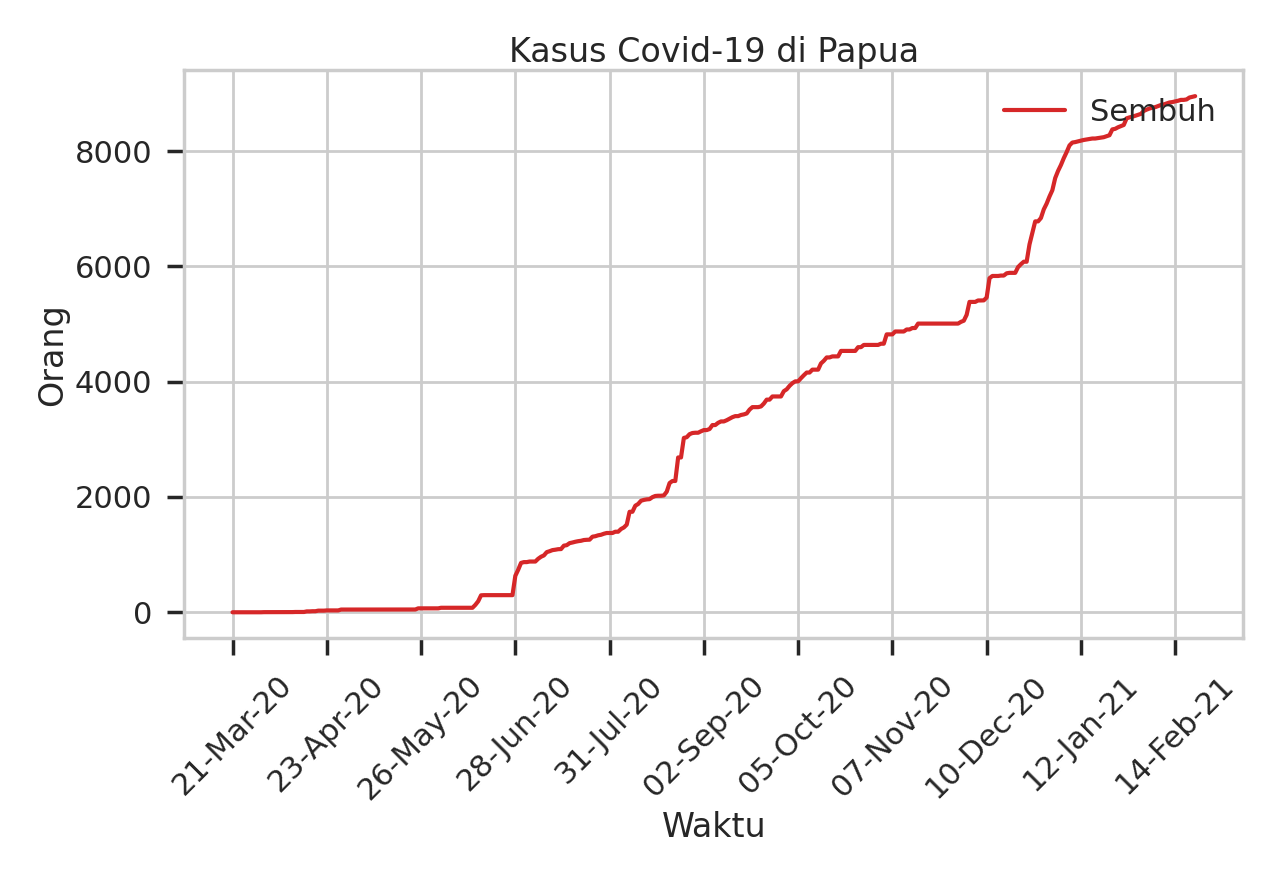 Kasus Covid-19 di Papua
Sembuh
Orang
8000
6000
4000
2000
0
21-Mar-20
23-Apr-20
26-May-20
28-Jun-20
31-Jul-20
02-Sep-20
05-Oct-20
07-Nov-20
10-Dec-20
12-Jan-21
14-Feb-21
Waktu